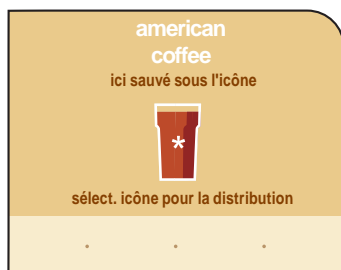 american
coffee
ici sauvé sous l'icône
*
sélect. icône pour la distribution